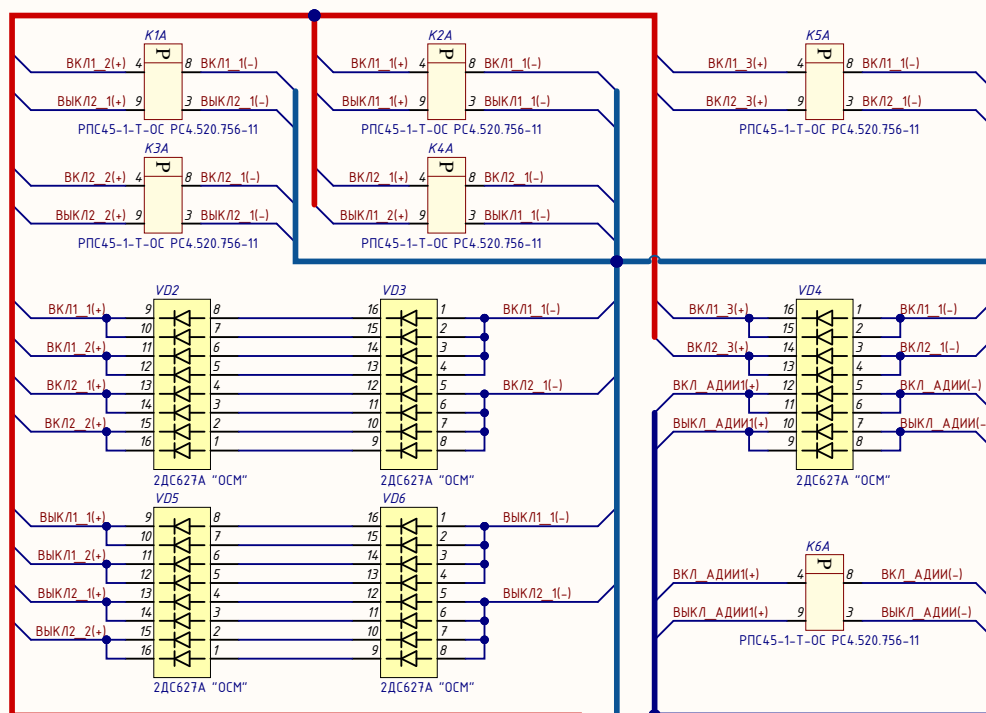 K1A
K2A
K5A
ВКЛ1_2(+) 4 P 8 ВКЛ1_1(-)
ВКЛ1_1(+) 4 P 8 ВКЛ1_1(-)
ВКЛ1_3(+) 4 P 8 ВКЛ1_1(-)
ВЫКЛ2_1(+) 9 3 ВЫКЛ2_1(-)
ВЫКЛ1_1(+) 9 3 ВЫКЛ1_1(-)
ВКЛ2_3(+) 9 3 ВКЛ2_1(-)
РПС45-1-Т-ОС РС4.520.756-11
РПС45-1-Т-ОС РС4.520.756-11
РПС45-1-Т-ОС РС4.520.756-11
K3A
K4A
ВКЛ2_2(+) 4 P 8 ВКЛ2_1(-)
ВКЛ2_1(+) 4 P 8 ВКЛ2_1(-)
ВЫКЛ2_2(+) 9 3 ВЫКЛ2_1(-)
ВЫКЛ1_2(+) 9 3 ВЫКЛ1_1(-)
РПС45-1-Т-ОС РС4.520.756-11
РПС45-1-Т-ОС РС4.520.756-11
VD2
VD3
VD4
ВКЛ1_1(+) 9 8 16 1 ВКЛ1_1(-)
ВКЛ1_3(+) 16 1 ВКЛ1_1(-)
10 7 15 2
15 2
ВКЛ1_2(+) 11 6 14 3
ВКЛ2_3(+) 14 3 ВКЛ2_1(-)
12 5 13 4
13 4
ВКЛ2_1(+) 13 4 12 5 ВКЛ2_1(-)
ВКЛ_АДИИ1(+) 12 5 ВКЛ_АДИИ(-)
14 3 11 6
11 6
ВКЛ2_2(+) 15 2 10 7
ВЫКЛ_АДИИ1(+) 10 7 ВЫКЛ_АДИИ(-
16 1 9 8
9 8
2ДС627А "ОСМ"
2ДС627А "ОСМ"
2ДС627А "ОСМ"
VD5
VD6
ВЫКЛ1_1(+) 9 8 16 1 ВЫКЛ1_1(-)
10 7 15 2
ВЫКЛ1_2(+) 11 6 14 3
12 5 13 4
ВЫКЛ2_1(+) 13 4 12 5 ВЫКЛ2_1(-)
14 3 11 6
ВЫКЛ2_2(+) 15 2 10 7
16 1 9 8
2ДС627А "ОСМ"
2ДС627А "ОСМ"
K6A
ВКЛ_АДИИ1(+) 4 P 8 ВКЛ_АДИИ(-)
ВЫКЛ_АДИИ1(+) 9 3 ВЫКЛ_АДИИ(-)
РПС45-1-Т-ОС РС4.520.756-11